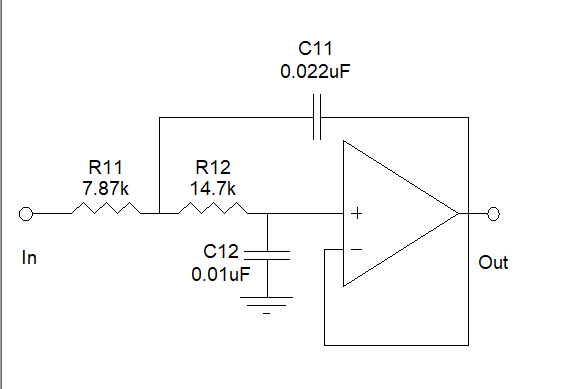 C11
0.022uF
R11
7.87k
R12
14.7k
+
−
In
C12
0.01uF
Out